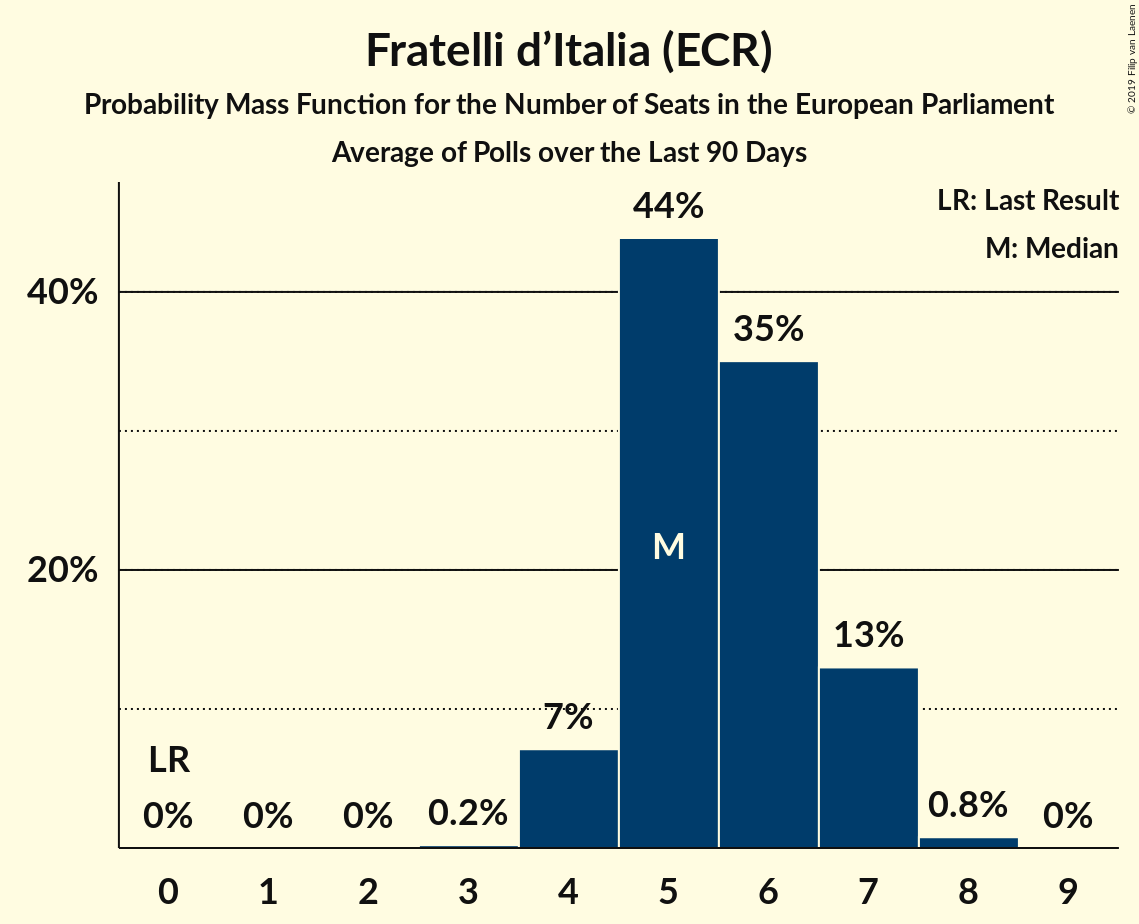 Fratelli d’Italia (ECR)
Probability Mass Function for the Number of Seats in the European Parliament
Average of Polls over the Last 90 Days
© 2019 Filip van Laenen
LR: Last Result
M: Median
44%
40%
35%
M
20%
13%
7%
LR
0% 0% 0% 0.2% 0.8% 0%
0 1 2 3 4 5 6 7 8 9